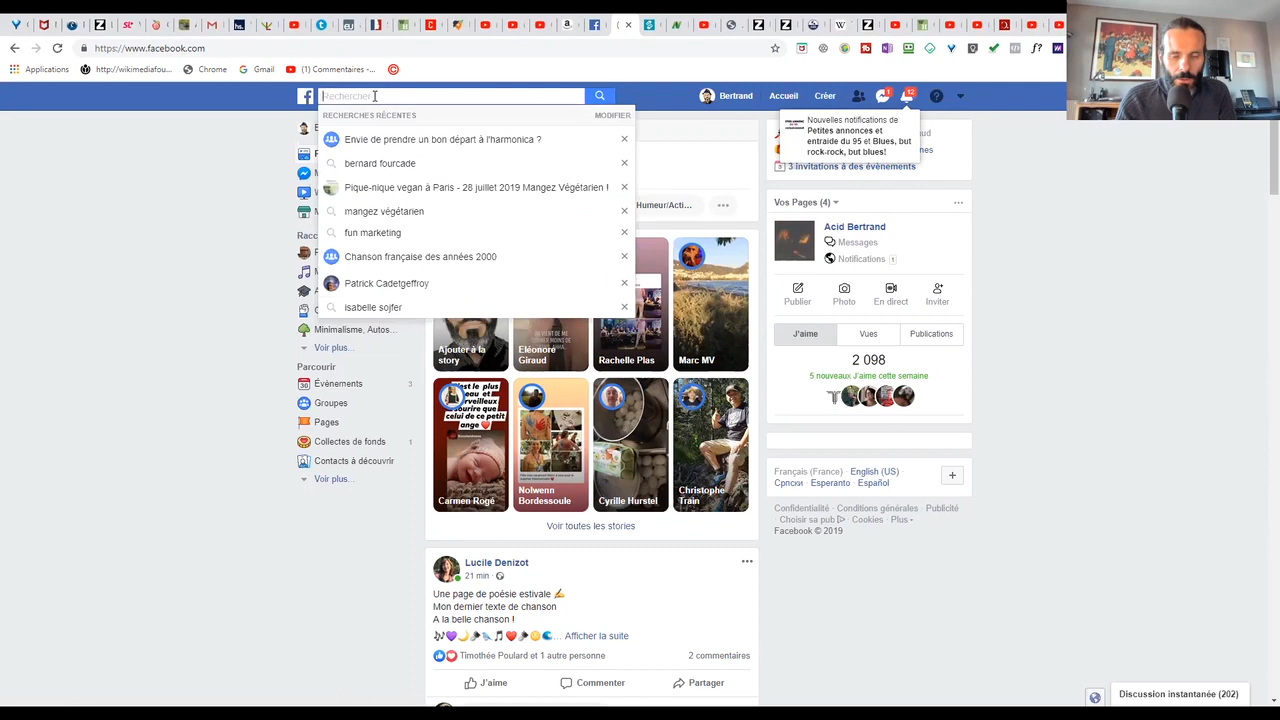 https://www.facebook.com
Applications
http://wikimediafou...
Chrome
Gmail
(1) Commentaires -...
Rechercher
Bertrand
Accueil
Créer
1
12
RECHERCHES RÉCENTES
MODIFIER
Envie de prendre un bon départ à l'harmonica ?
bernard fourcade
Pique-nique vegan à Paris - 28 juillet 2019 Mangez Végétarien !
mangez végétarien
fun marketing
Chanson française des années 2000
Patrick Cadetgeffroy
isabelle sojfer
Minimalisme, Autos...
Voir plus...
Parcourir
Évènements
3
Groupes
Pages
Collectes de fonds
1
Contacts à découvrir
Voir plus...
Humeur/Acti...
Ajouter à la
story
Eléonore
Giraud
Rachelle Plas
Marc MV
Carmen Rogé
Nolwenn
Bordessoule
Cyrille Hurstel
Christophe
Train
Voir toutes les stories
Lucile Denizot
21 min
Une page de poésie estivale ✍
Mon dernier texte de chanson
A la belle chanson !
... Afficher la suite
Timothée Poulard et 1 autre personne
2 commentaires
J'aime
Commenter
Partager
Nouvelles notifications de
Petites annonces et
entraide du 95 et Blues, but
rock-rock, but blues!
3 invitations à des évènements
Vos Pages (4)
Acid Bertrand
Messages
Notifications 1
Publier
Photo
En direct
Inviter
J'aime
Vues
Publications
2 098
5 nouveaux J'aime cette semaine
Français (France) · English (US) ·
Српски · Esperanto · Español
Confidentialité · Conditions générales · Publicité
· Choisir sa pub · Cookies · Plus
Facebook © 2019
Discussion instantanée (202)